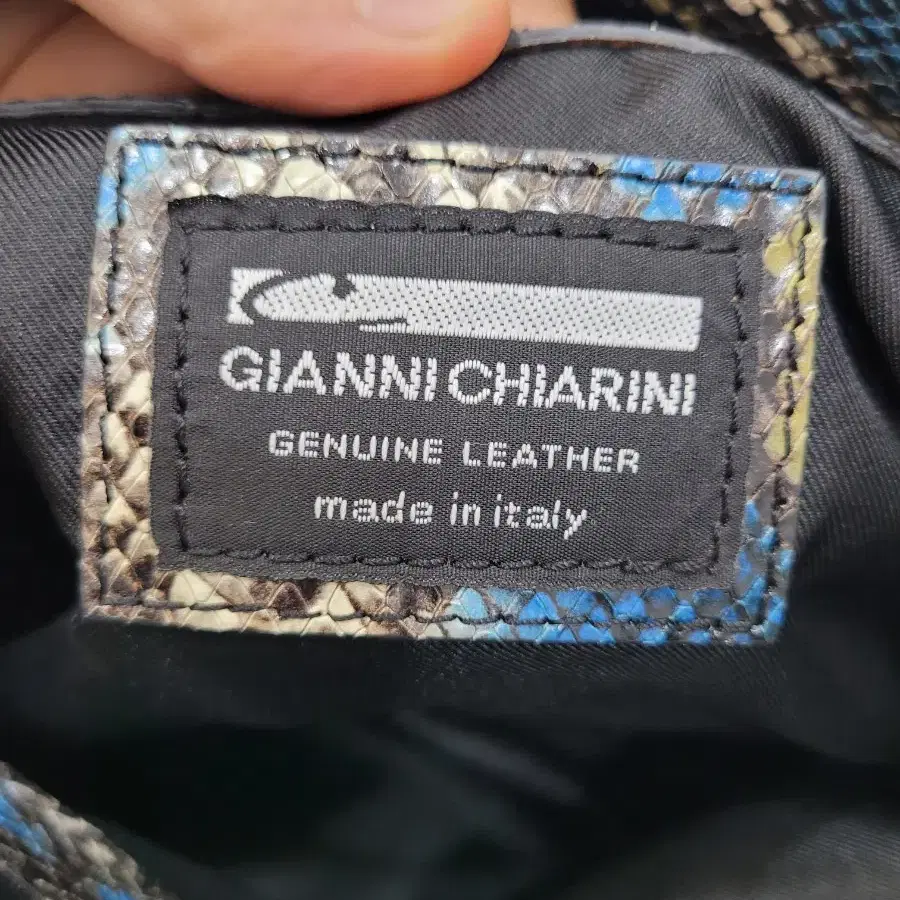 GIANNI CHIARINI
GENUINE LEATHER
made in italy